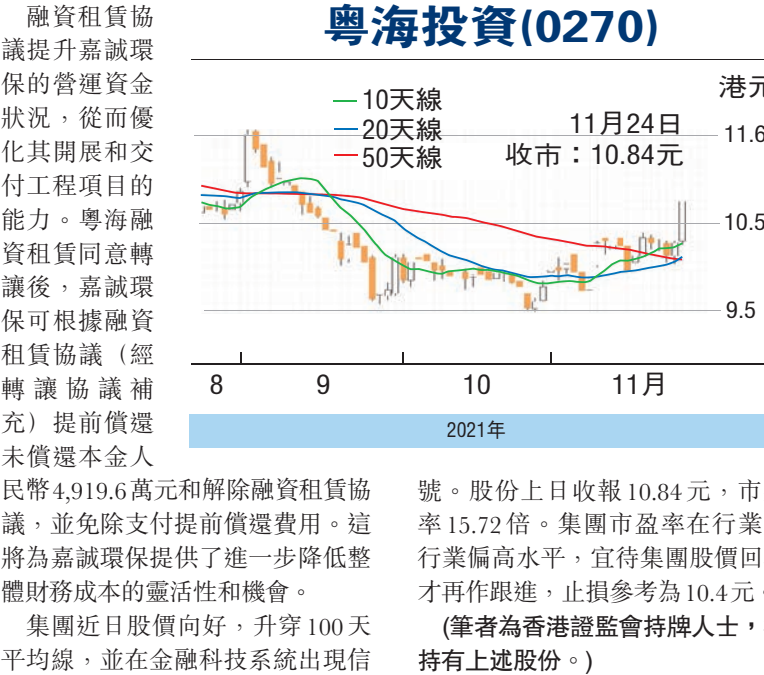 融資租賃協
議提升嘉誠環
保的營運資金
狀況，從而優
化其開展和交
付工程項目的
能力。粵海融
資租賃同意轉
讓後，嘉誠環
保可根據融資
租賃協議（經
轉讓協議補
充）提前償還
未償還本金人
民幣4,919.6萬元和解除融資租賃協
議，並免除支付提前償還費用。這
將為嘉誠環保提供了進一步降低整
體財務成本的靈活性和機會。
集團近日股價向好，升穿100天
平均線，並在金融科技系統出現信
粵海投資(0270)
港元
10天線
20天線
50天線
11月24日
收市：10.84元
11.6
10.5
9.5
8 9 10 11月
2021年
號。股份上日收報10.84元，市
率15.72倍。集團市盈率在行業
行業偏高水平，宜待集團股價回
才再作跟進，止損參考為10.4元。
(筆者為香港證監會持牌人士，
持有上述股份。)